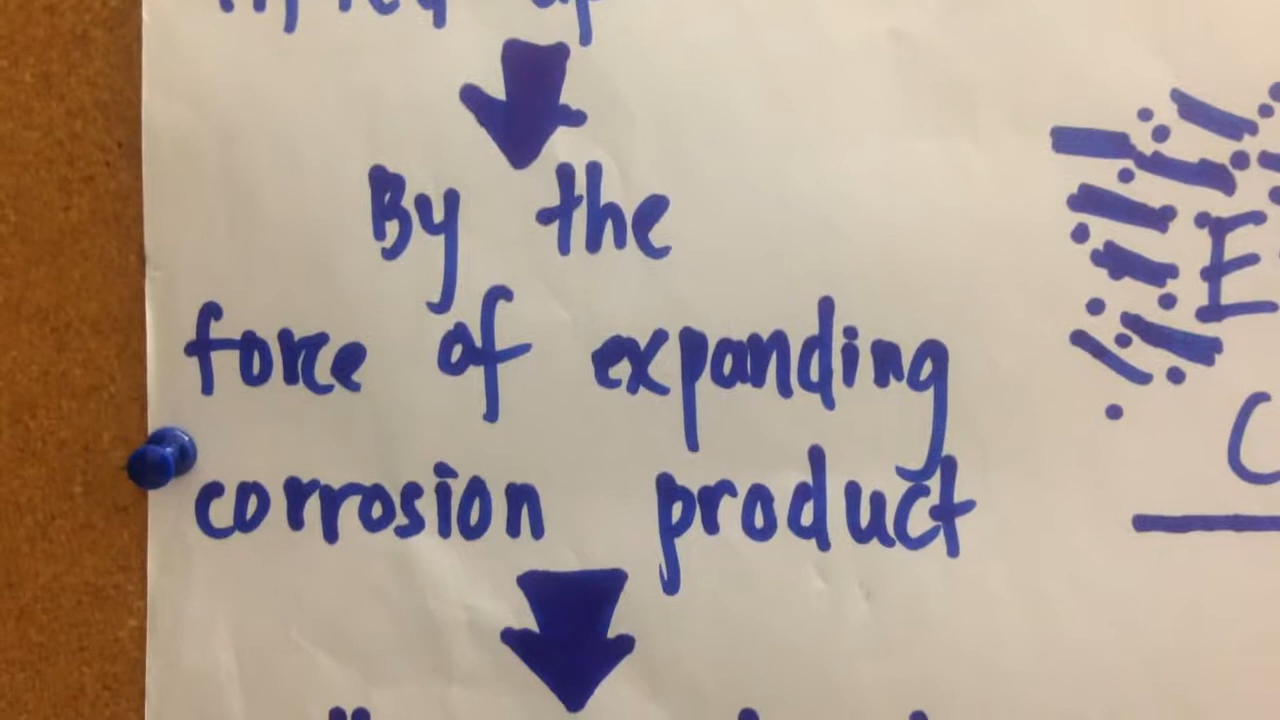 By the
force of expanding
corrosion product